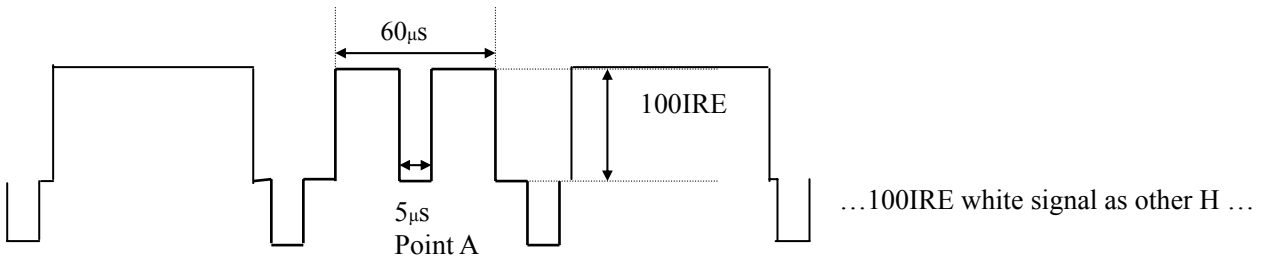 60μs
100IRE
…100IRE white signal as other H …
5μs
Point A